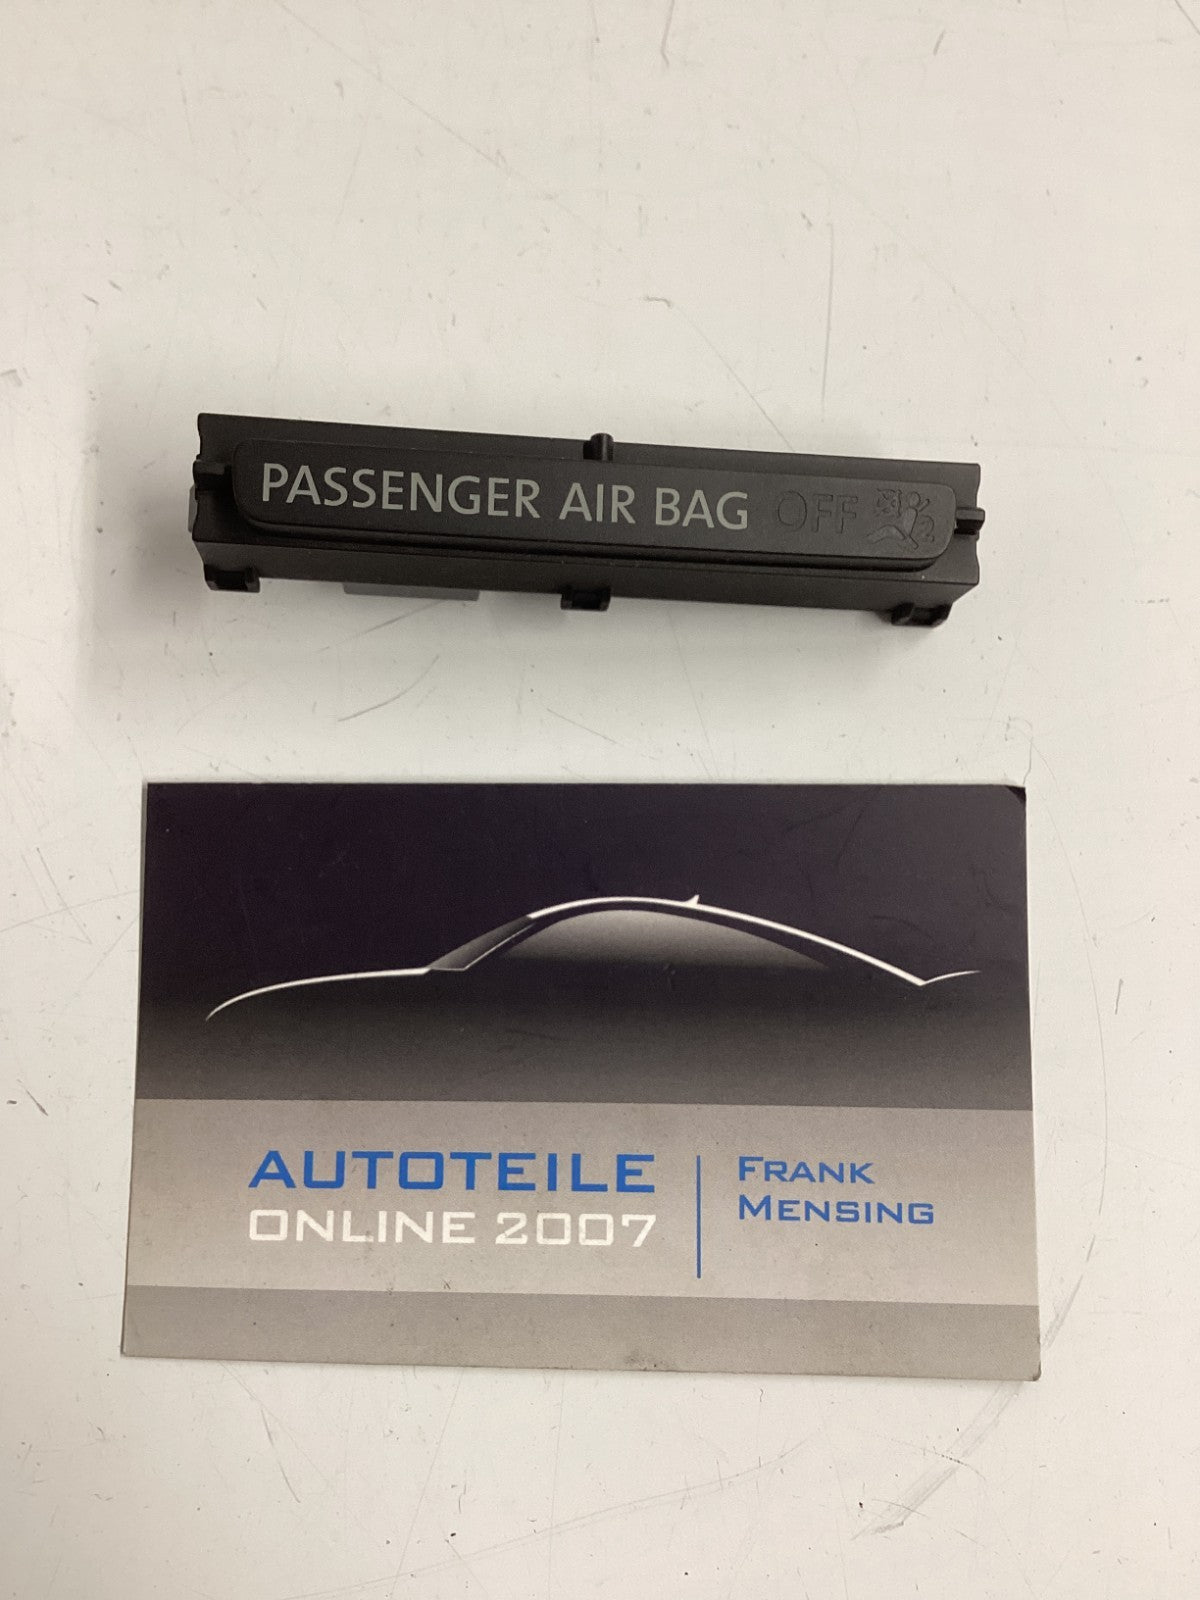 PASSENGER AIR BAG OFF
AUTOTEILE
ONLINE 2007
FRANK
MENSING